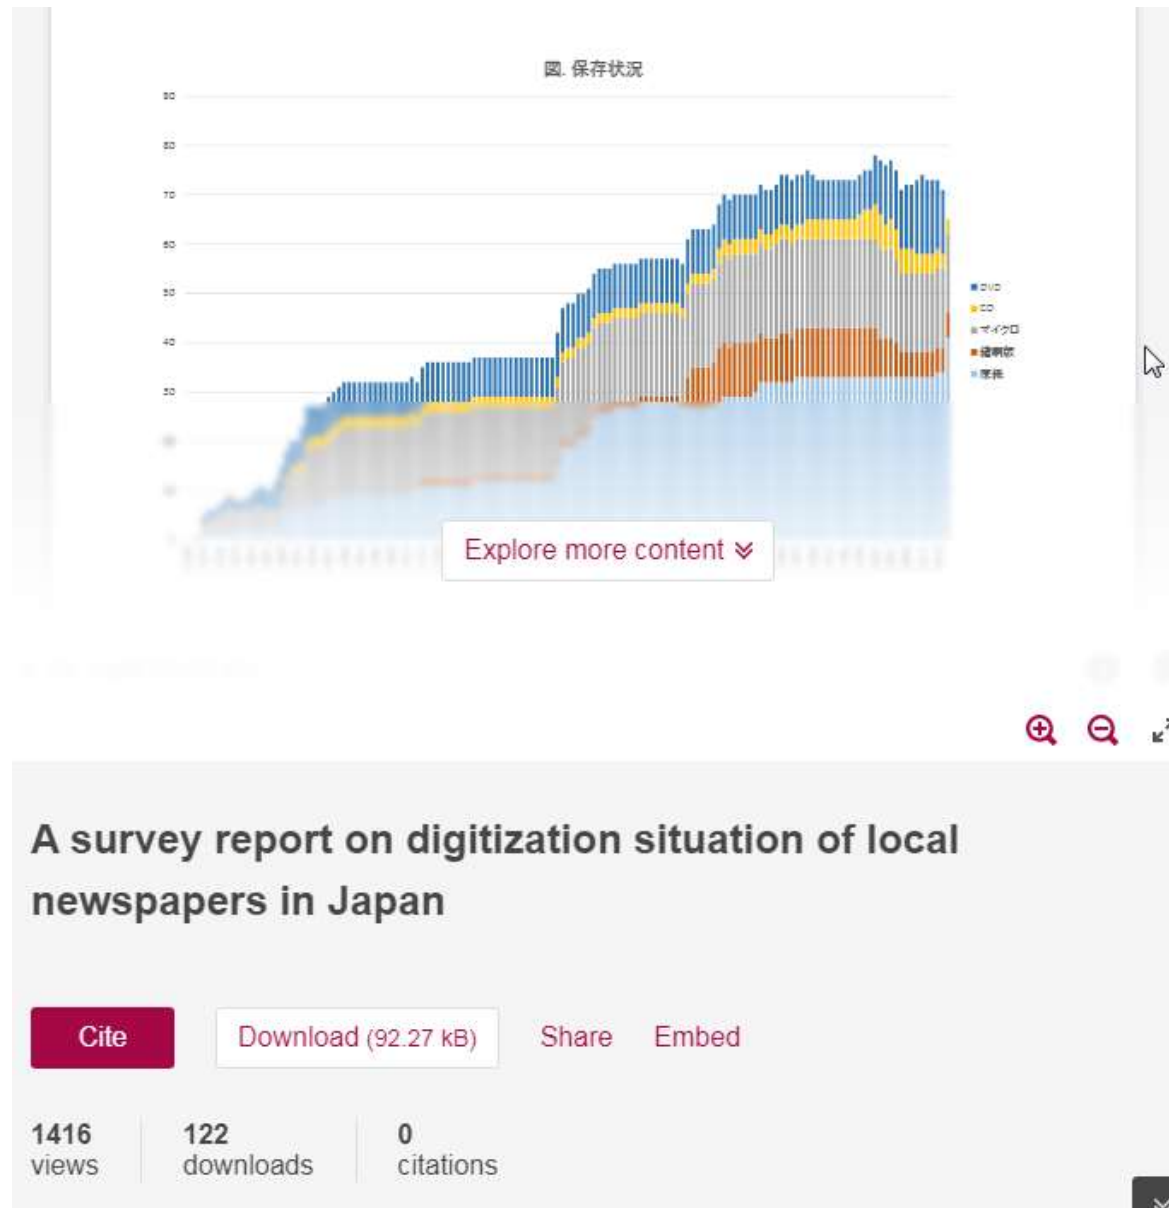 図. 保存状況
90
80
70
60
50
40
30
DVD
CD
マイクロ
縮刷版
原紙
Explore more content
A survey report on digitization situation of local
newspapers in Japan
Cite
Download (92.27 kB)
Share
Embed
1416
views
122
downloads
0
citations